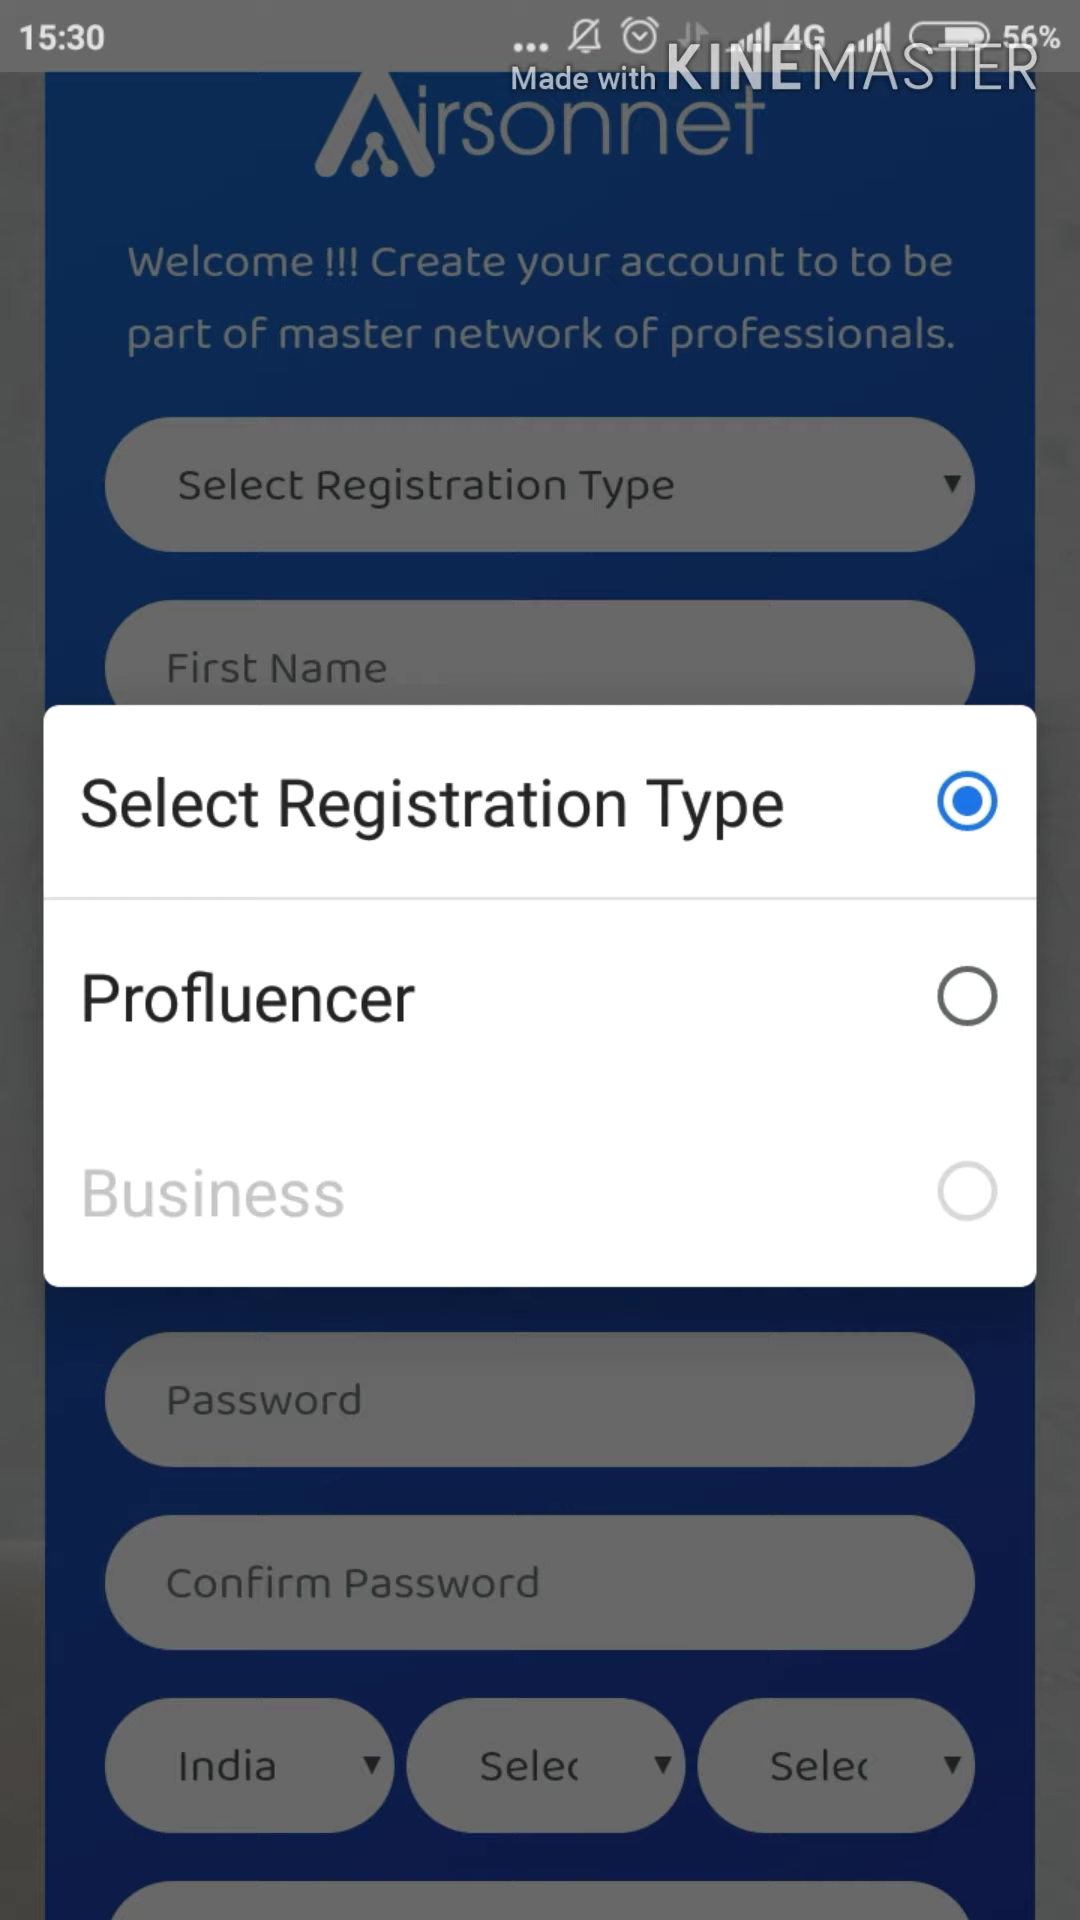 15:30
4G
56%
Made with KINEMASTER
Airsonnet
Welcome !!! Create your account to to be
part of master network of professionals.
Select Registration Type
First Name
Select Registration Type
Profluencer
Business
Password
Confirm Password
India Selec Selec